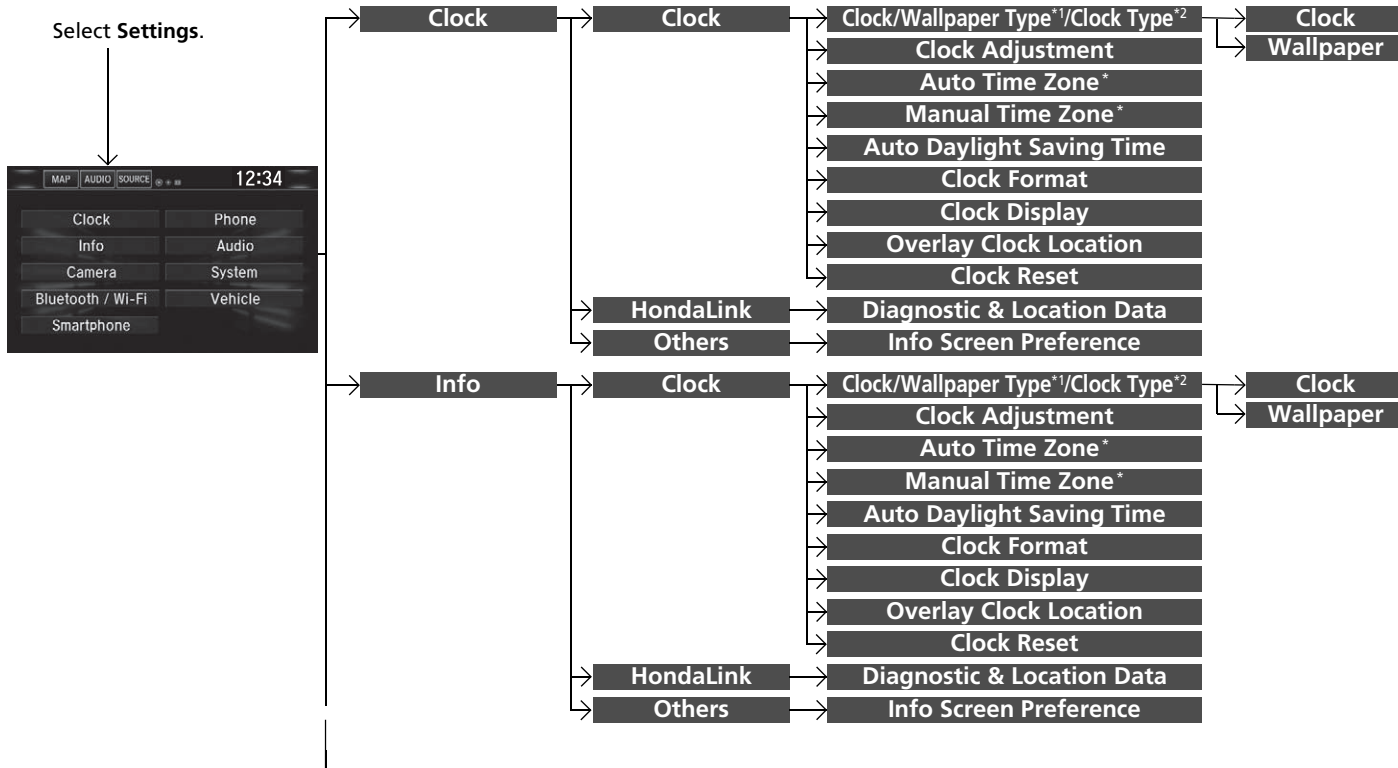 Select Settings.
MAP AUDIO SOURCE 12:34
Clock Phone
Info Audio
Camera System
Bluetooth / Wi-Fi Vehicle
Smartphone
Clock
Clock
Clock/Wallpaper Type*1/Clock Type*2
Clock
Wallpaper
Clock Adjustment
Auto Time Zone*
Manual Time Zone*
Auto Daylight Saving Time
Clock Format
Clock Display
Overlay Clock Location
Clock Reset
HondaLink
Diagnostic & Location Data
Others
Info Screen Preference
Info
Clock
Clock/Wallpaper Type*1/Clock Type*2
Clock
Wallpaper
Clock Adjustment
Auto Time Zone*
Manual Time Zone*
Auto Daylight Saving Time
Clock Format
Clock Display
Overlay Clock Location
Clock Reset
HondaLink
Diagnostic & Location Data
Others
Info Screen Preference